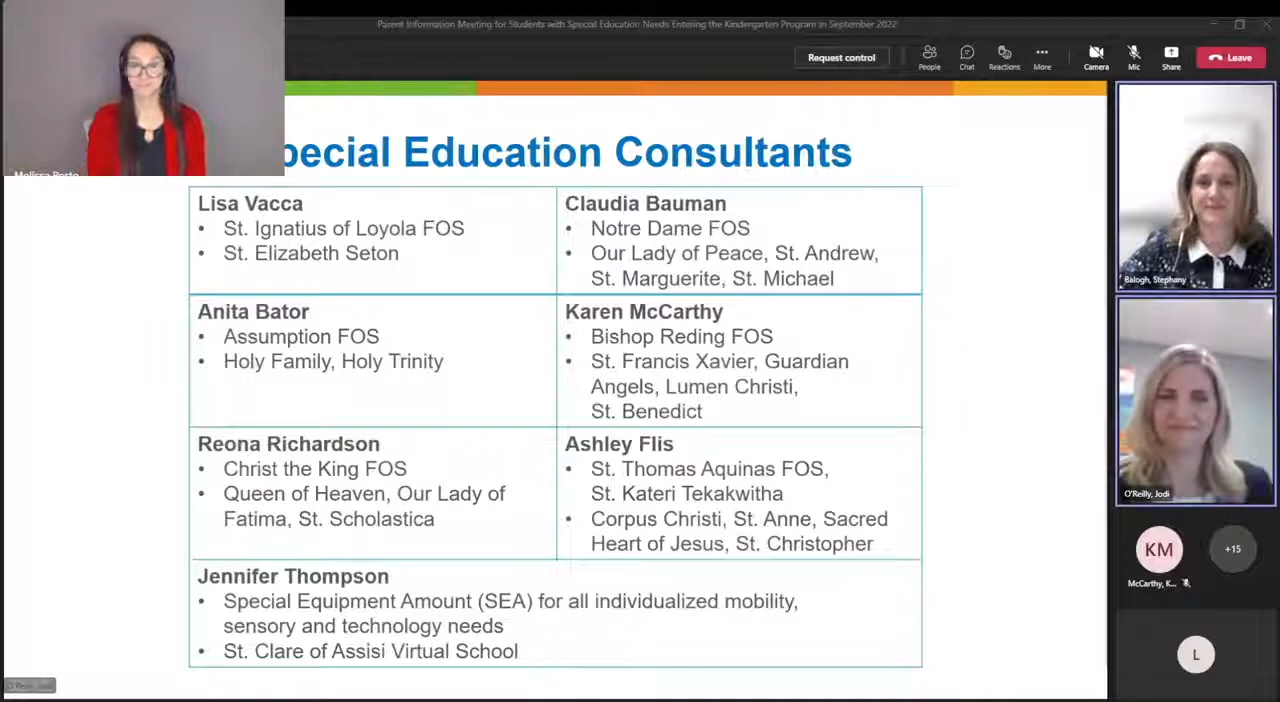 Parent Information Meeting for Students with Special Education Needs Entering the Kindergarten Program in September 2022
Request control
People
Chat
Reactions
More
Camera
Mic
Share
Leave
pecial Education Consultants
Lisa Vacca
• St. Ignatius of Loyola FOS
• St. Elizabeth Seton
Claudia Bauman
• Notre Dame FOS
• Our Lady of Peace, St. Andrew,
St. Marguerite, St. Michael
Anita Bator
• Assumption FOS
• Holy Family, Holy Trinity
Karen McCarthy
• Bishop Reding FOS
• St. Francis Xavier, Guardian
Angels, Lumen Christi,
St. Benedict
Reona Richardson
• Christ the King FOS
• Queen of Heaven, Our Lady of
Fatima, St. Scholastica
Ashley Flis
• St. Thomas Aquinas FOS,
St. Kateri Tekakwitha
• Corpus Christi, St. Anne, Sacred
Heart of Jesus, St. Christopher
Jennifer Thompson
• Special Equipment Amount (SEA) for all individualized mobility,
sensory and technology needs
• St. Clare of Assisi Virtual School
Balogh, Stephany
O'Reilly, Jodi
KM
+15
McCarthy, K...
L